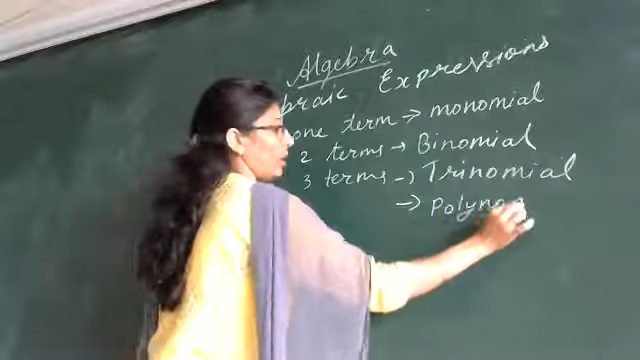 Algebra
braic Expressions
one term → monomial
2 terms → Binomial
3 terms → Trinomial
→ Polyno